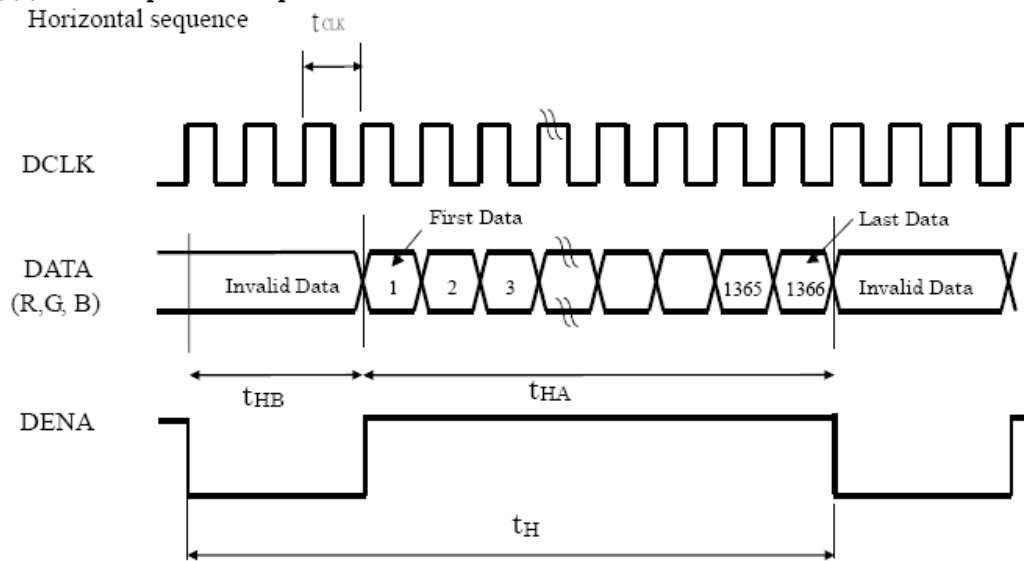 Horizontal sequence
tCLK
DCLK
First Data
Last Data
DATA
(R,G, B)
Invalid Data 1 2 3 1365 1366 Invalid Data
tHB
tHA
DENA
tH